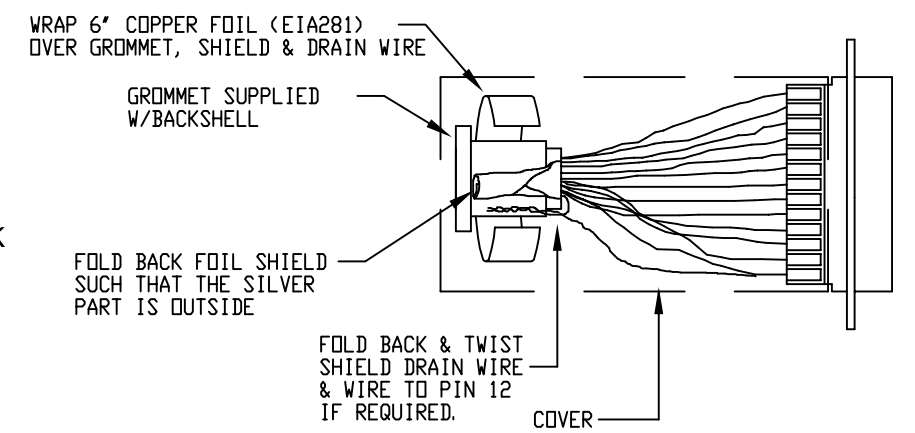 WRAP 6" COPPER FOIL (EIA281)
OVER GROMMET, SHIELD & DRAIN WIRE
GROMMET SUPPLIED
W/BACKSHELL
K
FOLD BACK FOIL SHIELD
SUCH THAT THE SILVER
PART IS OUTSIDE
FOLD BACK & TWIST
SHIELD DRAIN WIRE
& WIRE TO PIN 12
IF REQUIRED.
COVER